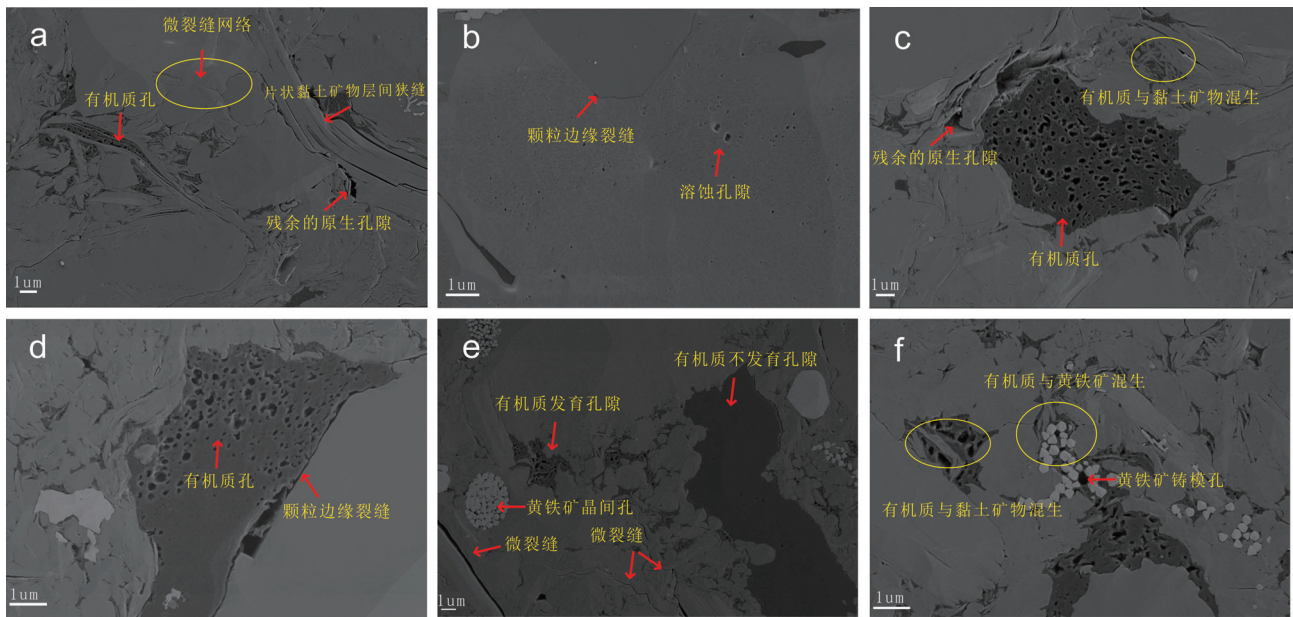 a
微裂缝网络
有机质孔
片状黏土矿物层间狭缝
残余的原生孔隙
1um
b
颗粒边缘裂缝
溶蚀孔隙
1um
c
有机质与黏土矿物混生
残余的原生孔隙
有机质孔
1um
d
有机质孔
颗粒边缘裂缝
1um
e
有机质不发育孔隙
有机质发育孔隙
黄铁矿晶间孔
微裂缝
微裂缝
1um
f
有机质与黄铁矿混生
黄铁矿铸模孔
有机质与黏土矿物混生
1um